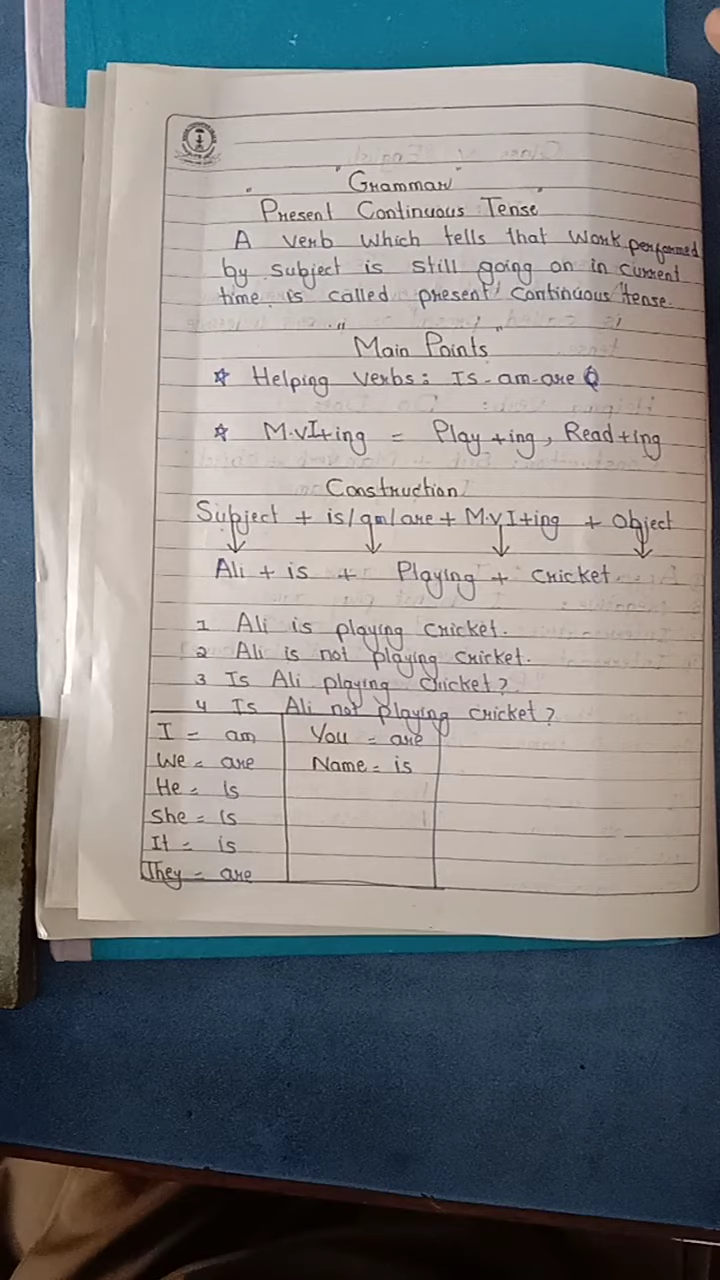 "Grammar"
"Present Continuous Tense"
A verb which tells that work performed
by subject is still going on in current
time is called present continuous tense.
"Main Points"
☆ Helping verbs: Is-am-are
☆ M.vI+ing = Play+ing, Read+ing
Construction
Subject + is/am/are + M.v I+ing + object
Ali + is + Playing + cricket.
1 Ali is playing cricket.
2 Ali is not playing cricket.
3 Is Ali playing cricket?
4 Is Ali not playing cricket?
I = am You = are
We = are Name = is
He = is
She = is
It = is
They = are